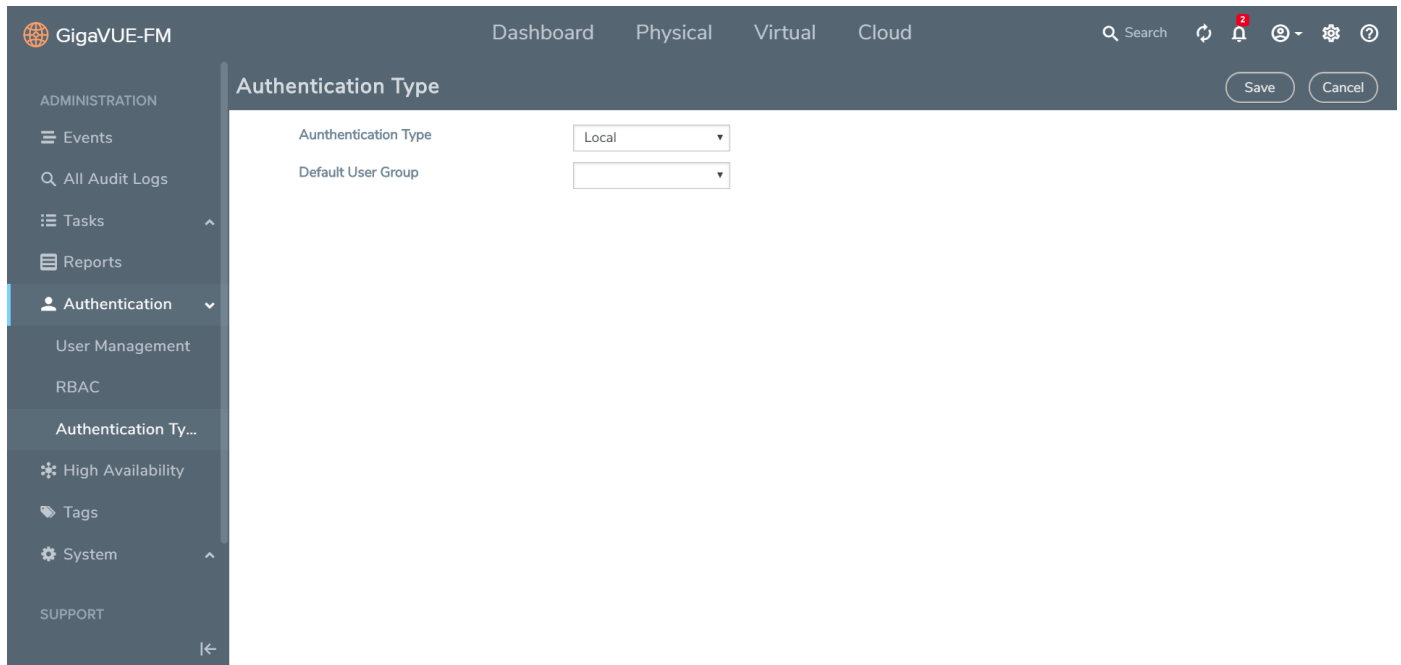 GigaVUE-FM
Dashboard Physical Virtual Cloud
Search
2
ADMINISTRATION
Events
All Audit Logs
Tasks
Reports
Authentication
User Management
RBAC
Authentication Ty...
High Availability
Tags
System
SUPPORT
Authentication Type
Save Cancel
Aunthentication Type Local
Default User Group